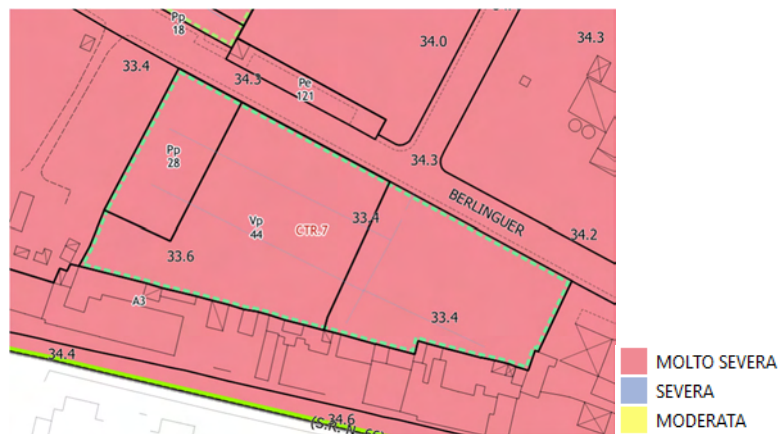 Pp
18
34.0
34.3
33.4
34.3
Pe
121
Pp
28
34.3
BERLINGUER
33.4
Vp
44
CTR.7
34.2
33.6
A3
33.4
34.4
34.6
(S.R. N. 66)
MOLTO SEVERA
SEVERA
MODERATA